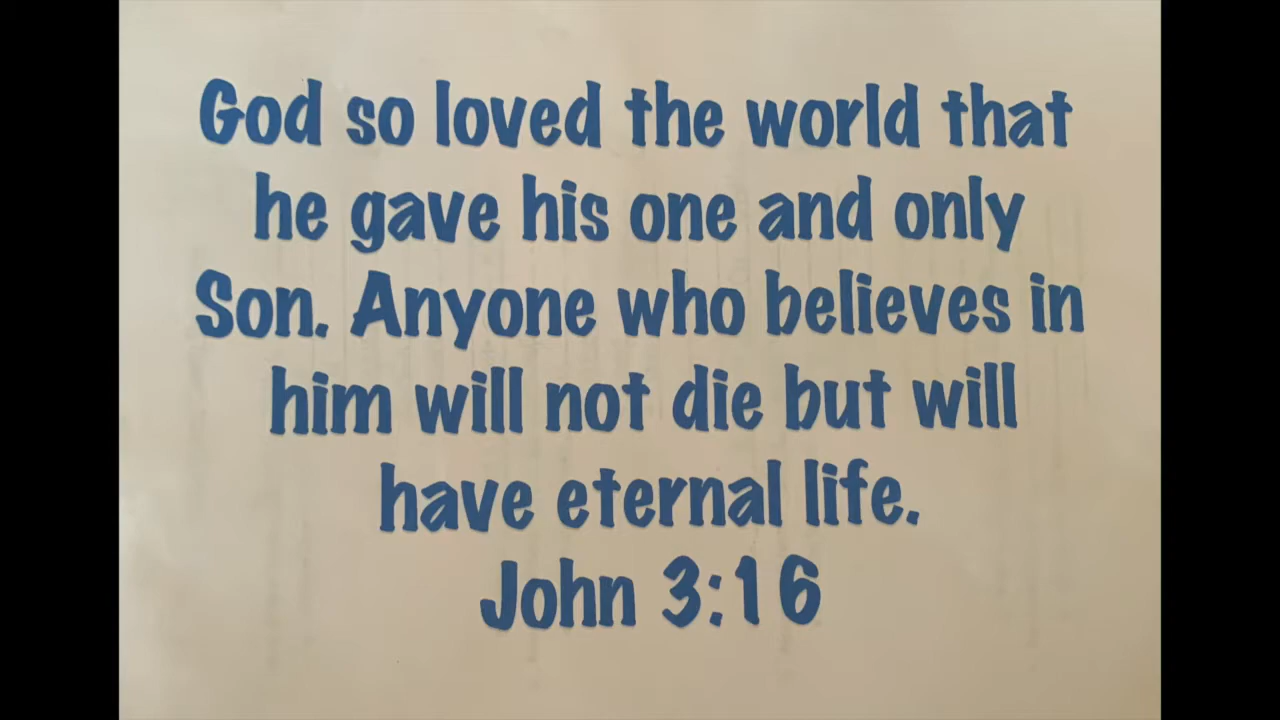 God so loved the world that
he gave his one and only
Son. Anyone who believes in
him will not die but will
have eternal life.
John 3:16